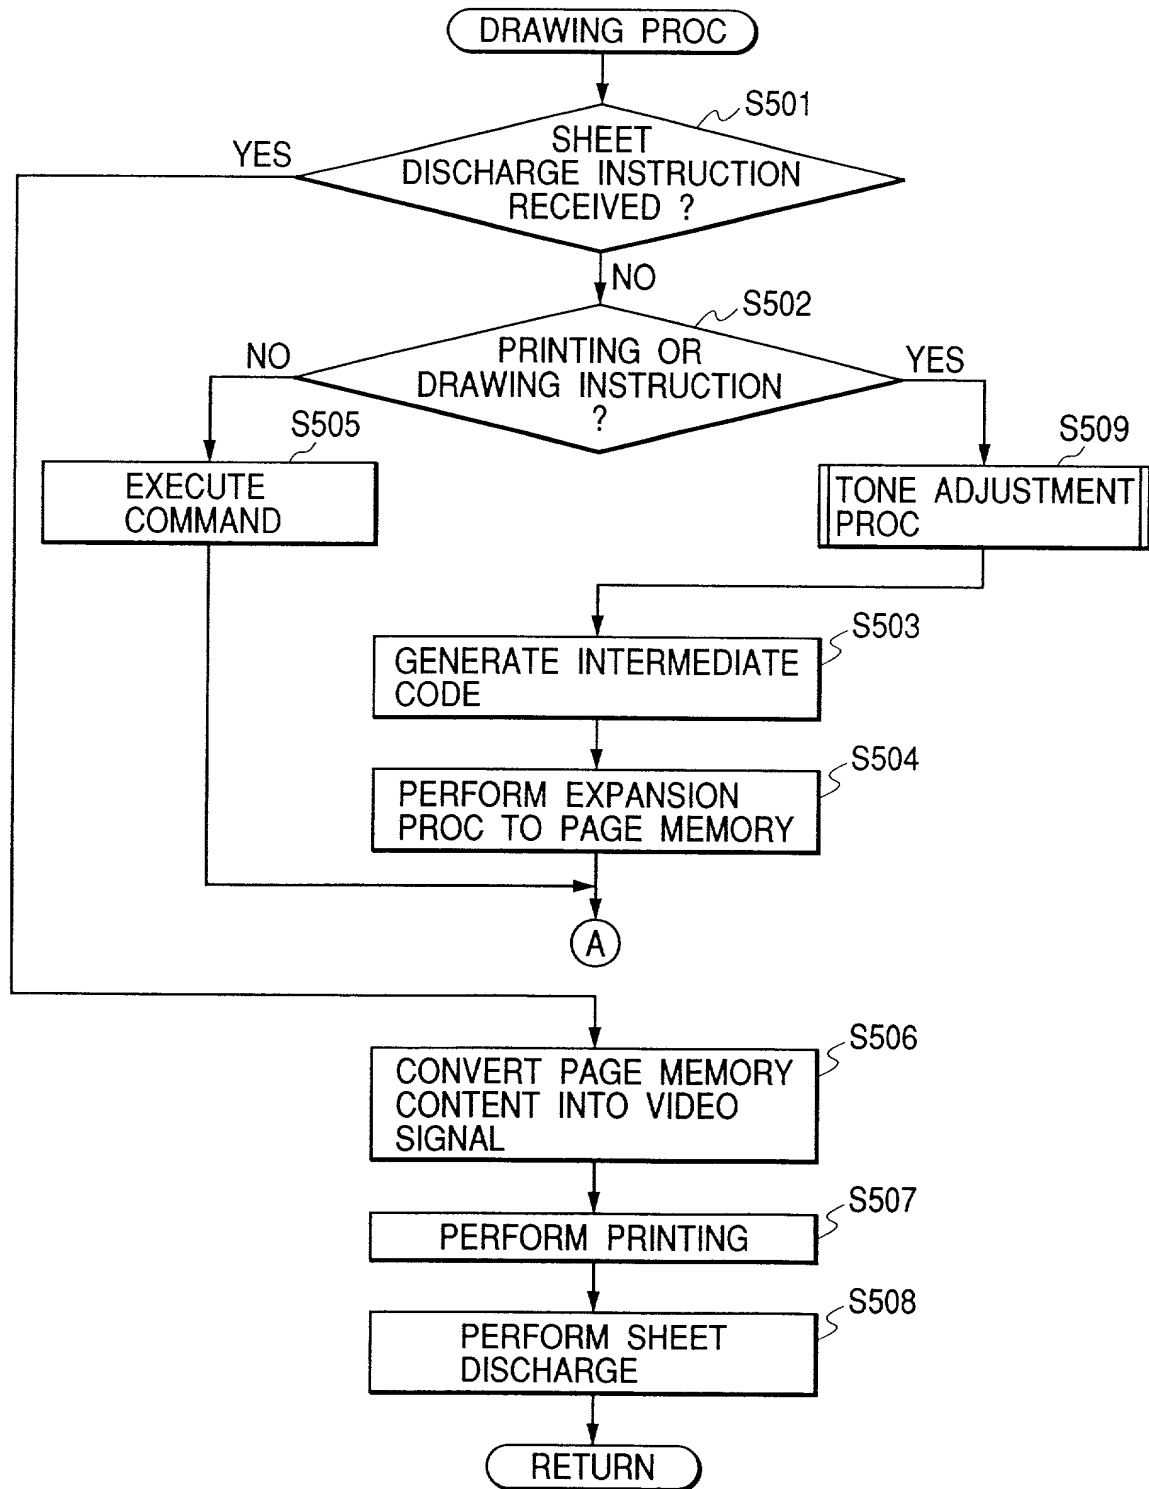 DRAWING PROC
S501
SHEET
DISCHARGE INSTRUCTION
RECEIVED ?
YES
NO
S502
PRINTING OR
DRAWING INSTRUCTION
?
NO
YES
S505
EXECUTE
COMMAND
S509
TONE ADJUSTMENT
PROC
S503
GENERATE INTERMEDIATE
CODE
S504
PERFORM EXPANSION
PROC TO PAGE MEMORY
A
S506
CONVERT PAGE MEMORY
CONTENT INTO VIDEO
SIGNAL
S507
PERFORM PRINTING
S508
PERFORM SHEET
DISCHARGE
RETURN